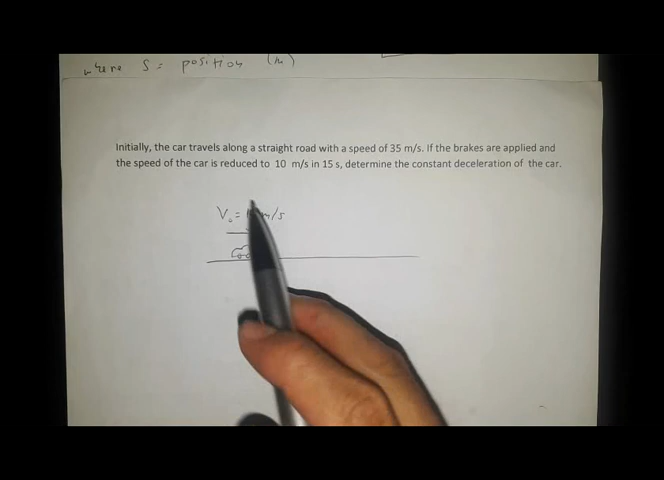 where S = position (m)
Initially, the car travels along a straight road with a speed of 35 m/s. If the brakes are applied and
the speed of the car is reduced to 10 m/s in 15 s, determine the constant deceleration of the car.
V₀ = m/s